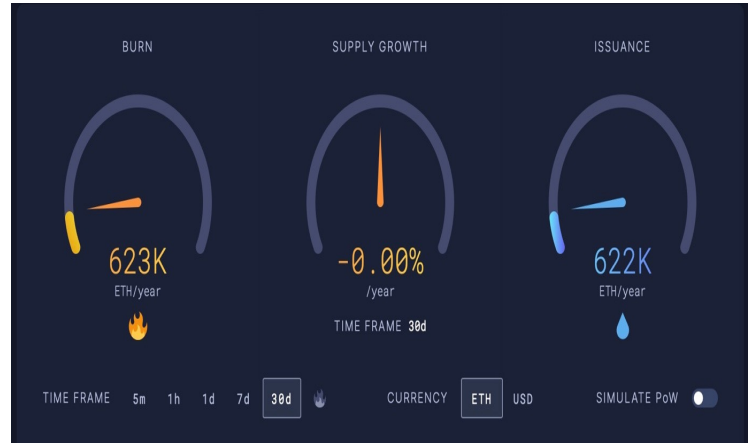 BURN
SUPPLY GROWTH
ISSUANCE
623K
ETH/year
-0.00%
/year
TIME FRAME 30d
622K
ETH/year
TIME FRAME 5m 1h 1d 7d 30d
CURRENCY ETH USD
SIMULATE PoW